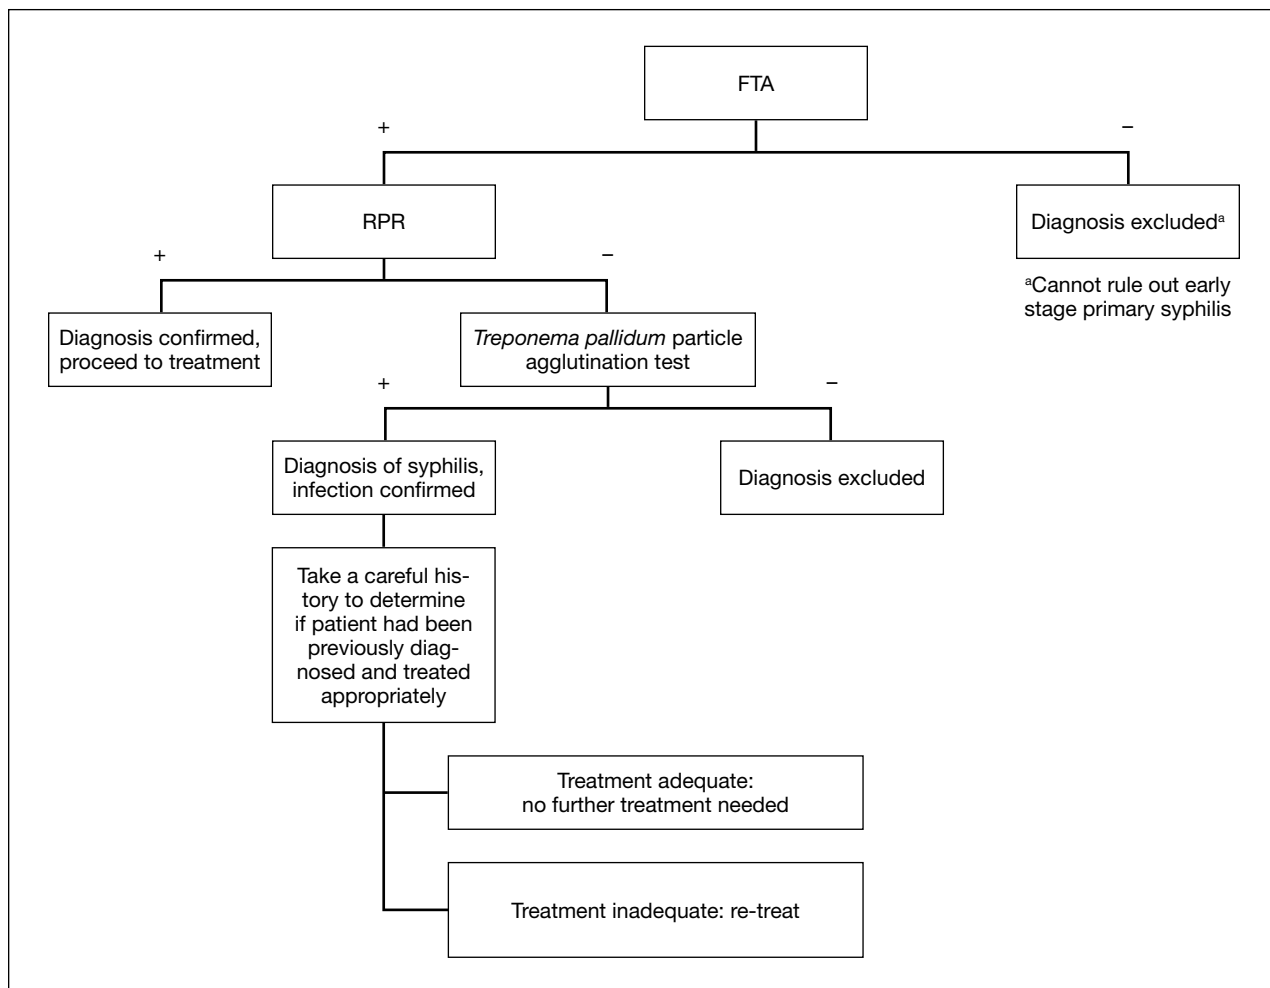 FTA
+
−
RPR
Diagnosis excludedᵃ
+
−
ᵃCannot rule out early
stage primary syphilis
Diagnosis confirmed,
proceed to treatment
Treponema pallidum particle
agglutination test
+
−
Diagnosis of syphilis,
infection confirmed
Diagnosis excluded
Take a careful his-
tory to determine
if patient had been
previously diag-
nosed and treated
appropriately
Treatment adequate:
no further treatment needed
Treatment inadequate: re-treat